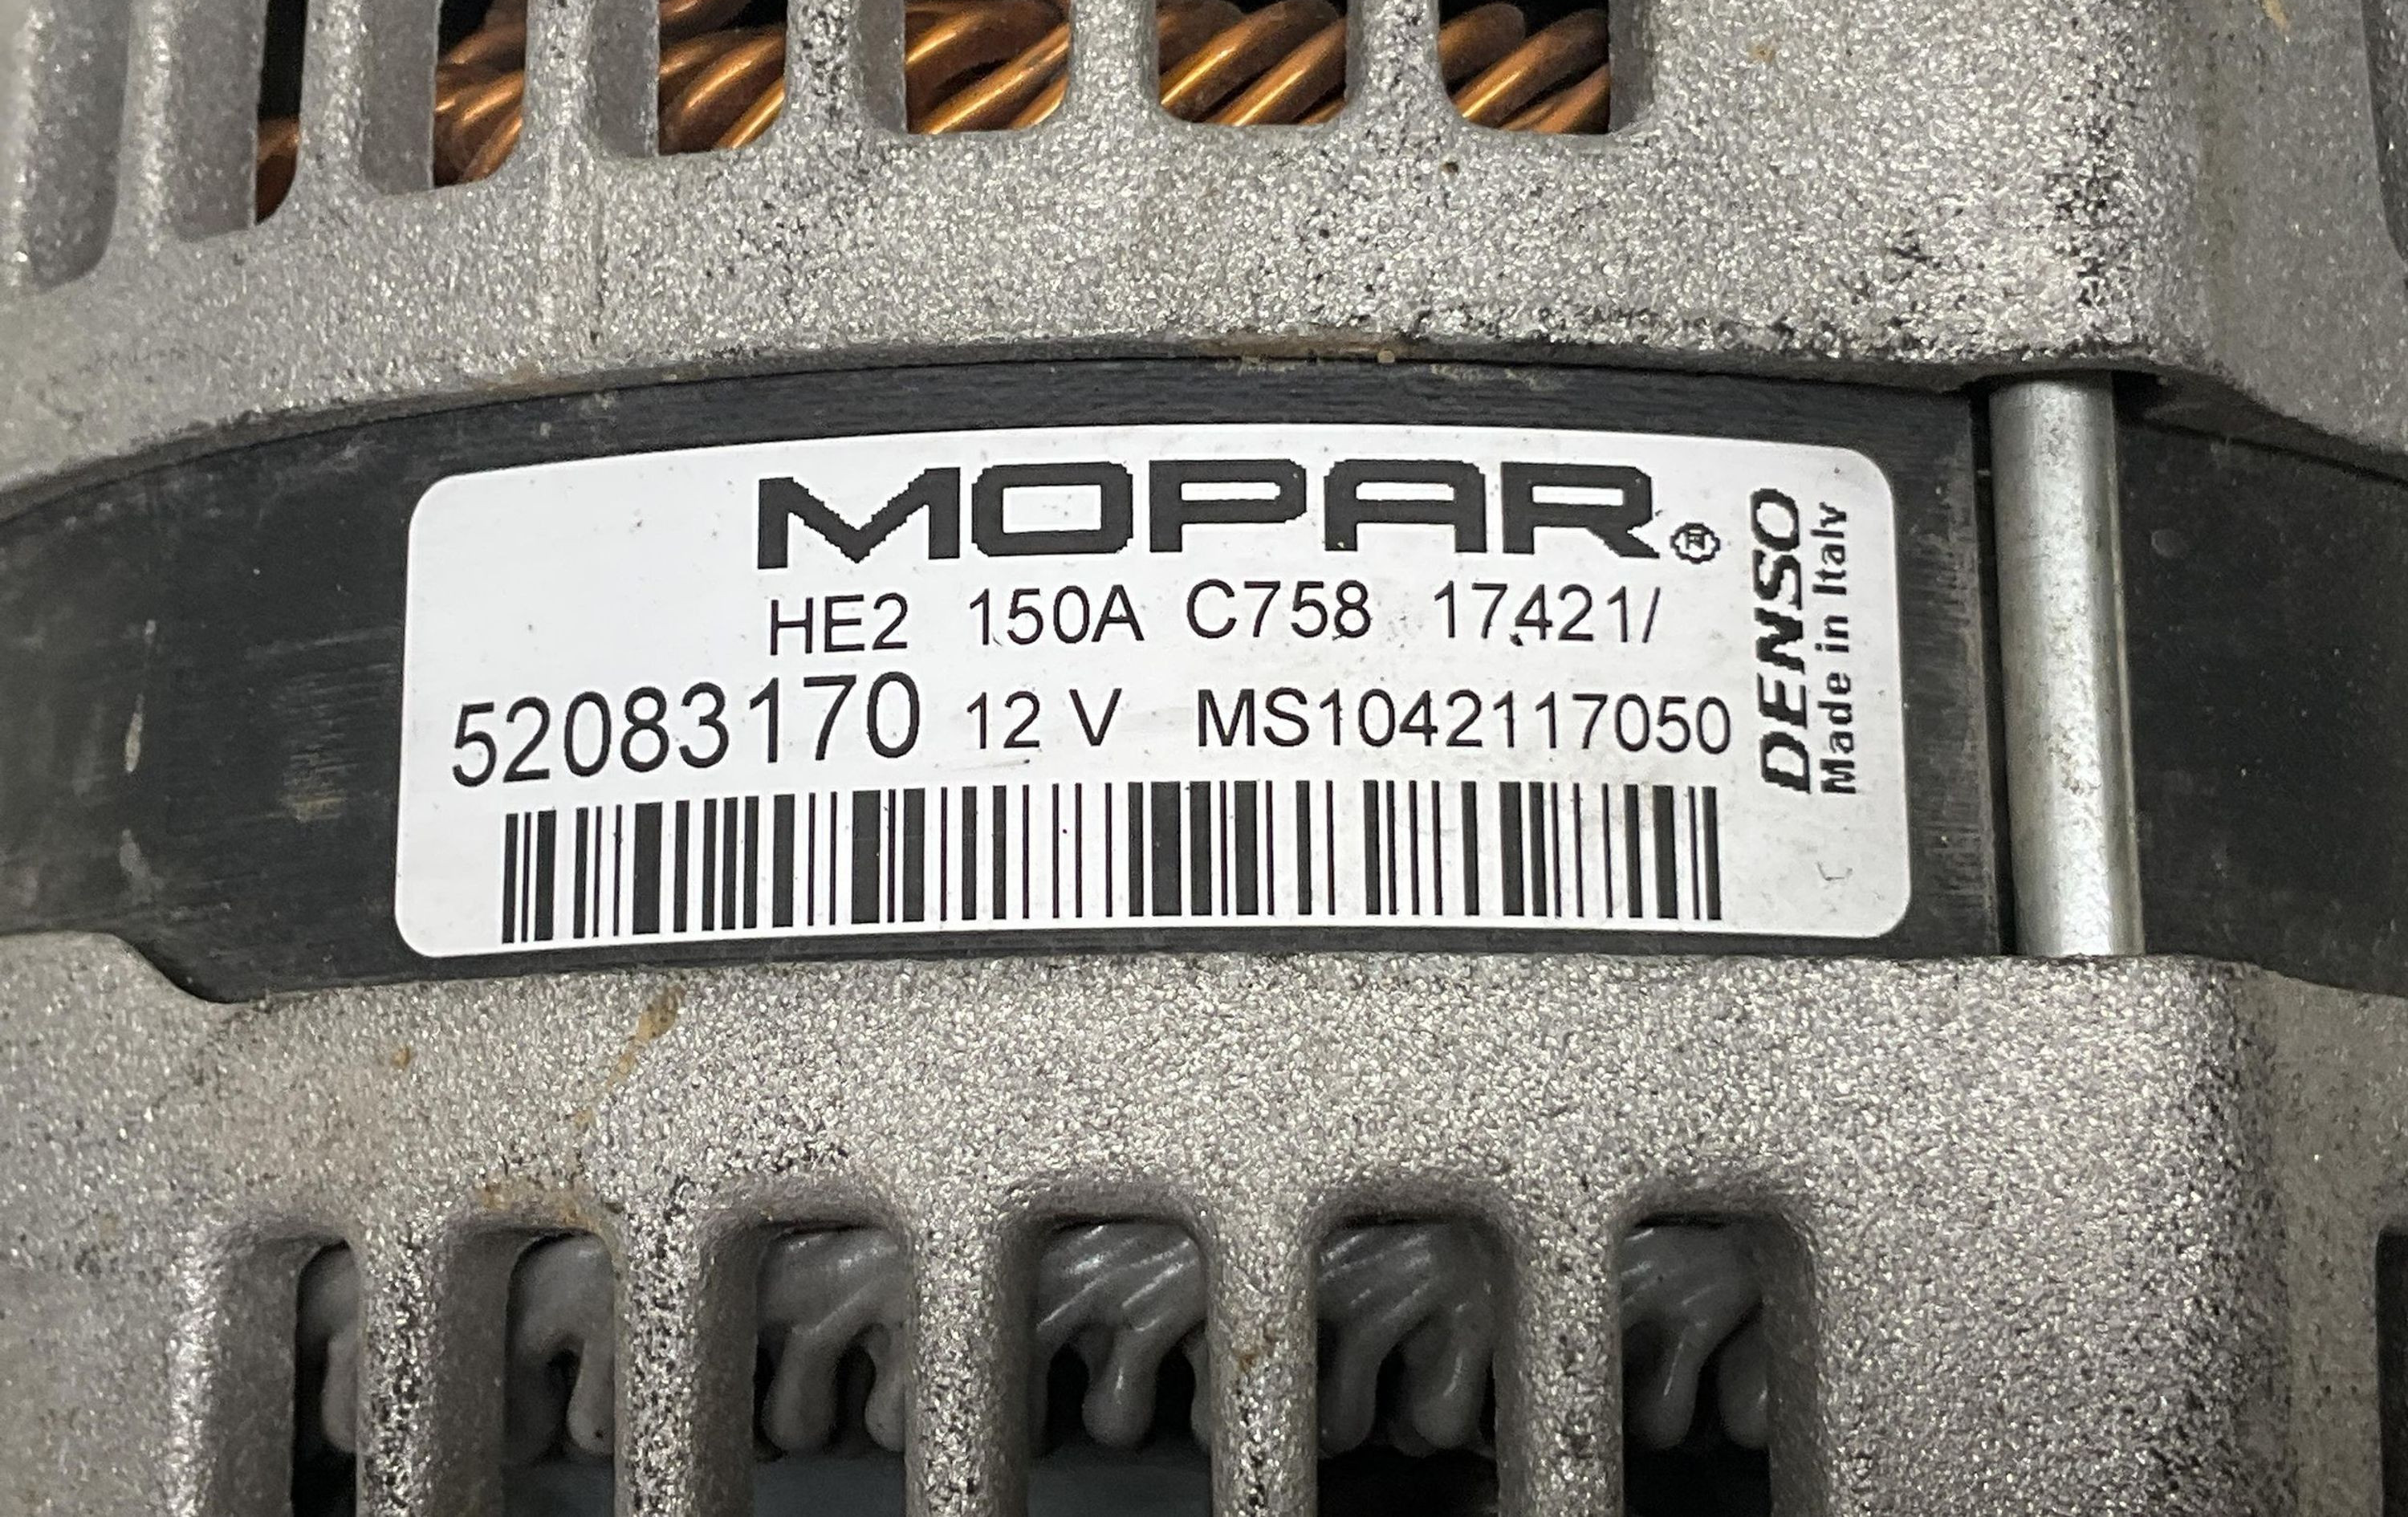 MOPAR®
HE2 150A C758 17421/
52083170 12 V MS1042117050
DENSO
Made in Italy